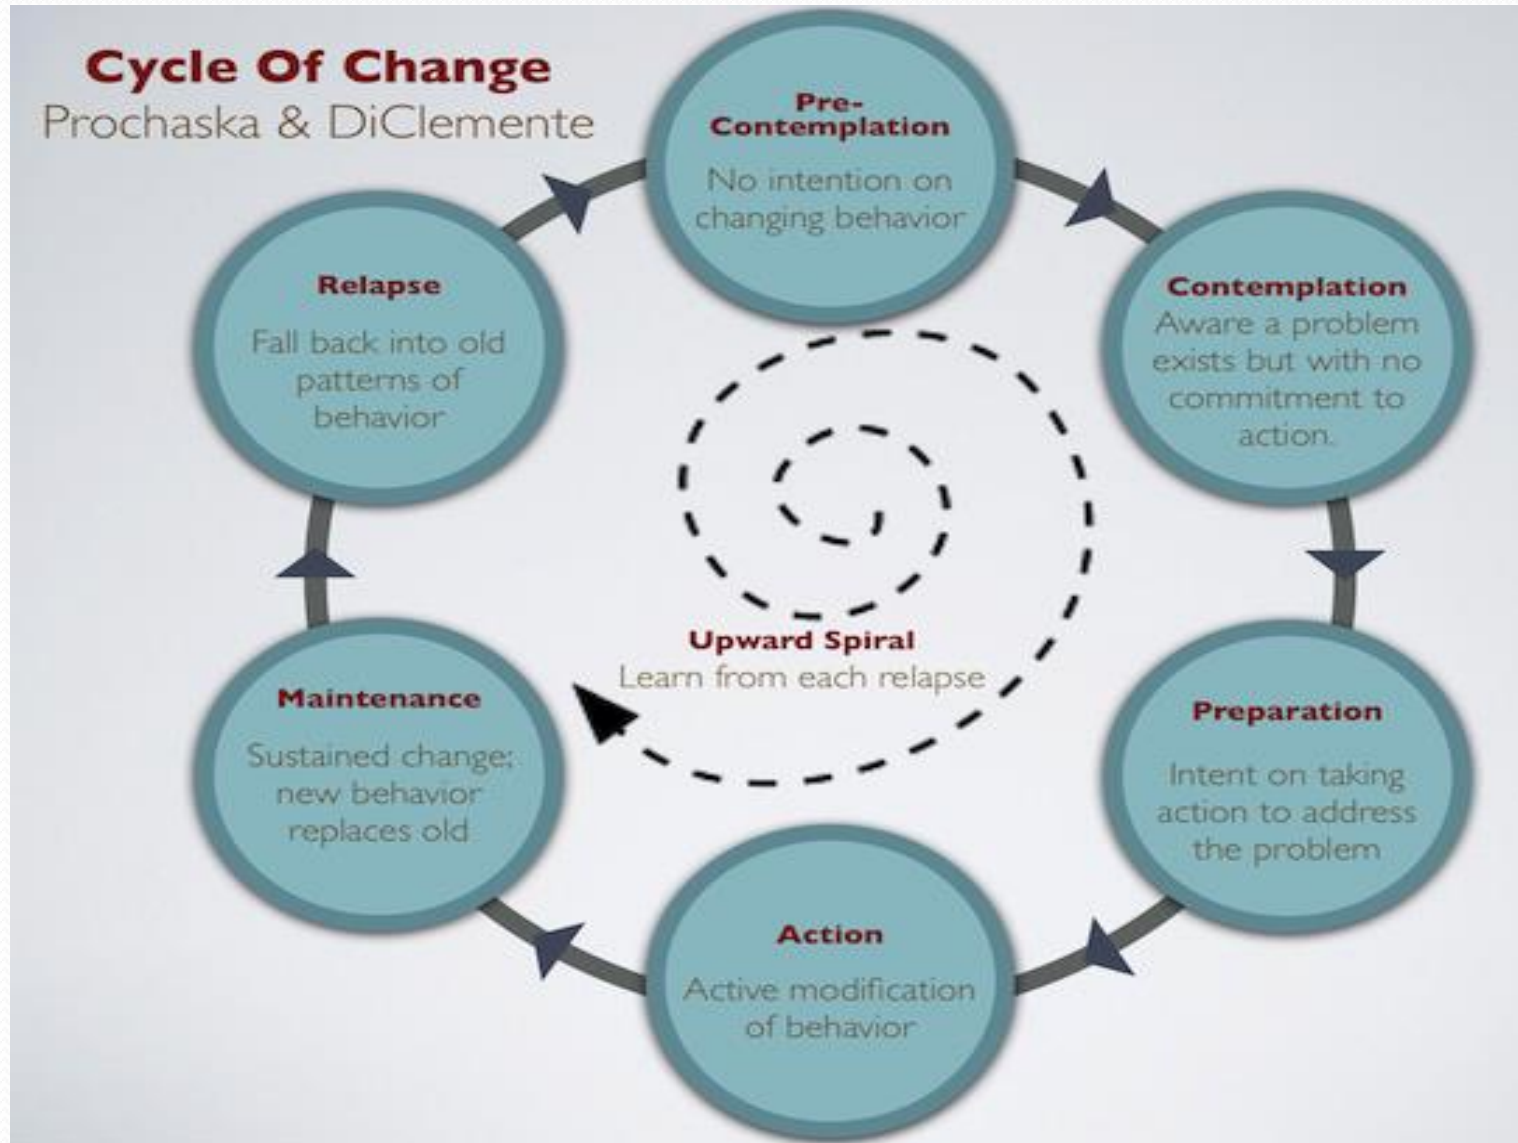 Cycle Of Change
Prochaska & DiClemente
Pre-
Contemplation
No intention on
changing behavior
Contemplation
Aware a problem
exists but with no
commitment to
action.
Preparation
Intent on taking
action to address
the problem
Action
Active modification
of behavior
Maintenance
Sustained change;
new behavior
replaces old
Relapse
Fall back into old
patterns of
behavior
Upward Spiral
Learn from each relapse